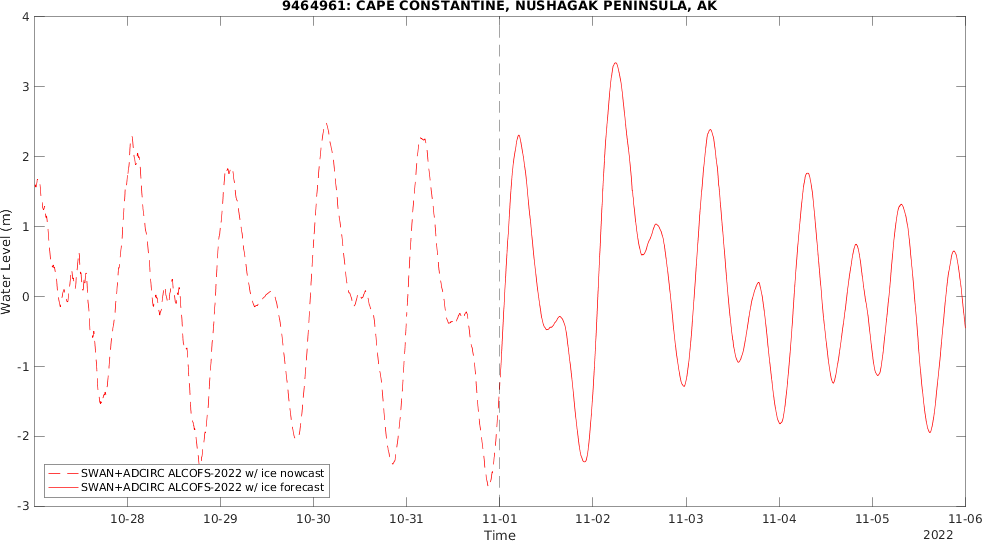 9464961: CAPE CONSTANTINE, NUSHAGAK PENINSULA, AK
4
3
2
1
0
-1
-2
-3
Water Level (m)
SWAN+ADCIRC ALCOFS-2022 w/ ice nowcast
SWAN+ADCIRC ALCOFS-2022 w/ ice forecast
10-28 10-29 10-30 10-31 11-01 11-02 11-03 11-04 11-05 11-06
Time
2022